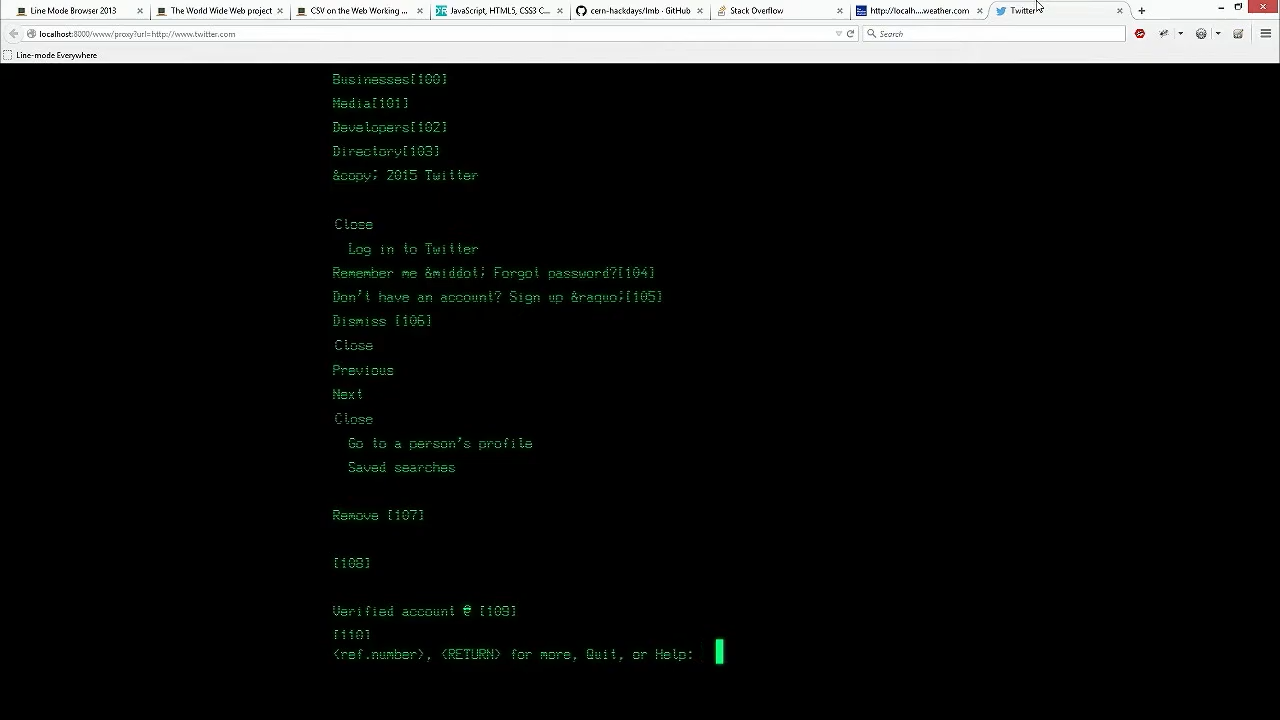 Line Mode Browser 2013
The World Wide Web project
CSV on the Web Working ...
JavaScript, HTML5, CSS3 C...
cern-hackdays/lmb · GitHub
Stack Overflow
http://localh....weather.com
Twitter
localhost:8000/www/proxy?url=http://www.twitter.com
Search
Line-mode Everywhere
Businesses[100]
Media[101]
Developers[102]
Directory[103]
&copy; 2015 Twitter
Close
Log in to Twitter
Remember me &middot; Forgot password?[104]
Don't have an account? Sign up &raquo;[105]
Dismiss [106]
Close
Previous
Next
Close
Go to a person's profile
Saved searches
Remove [107]
[108]
Verified account @ [109]
[110]
<ref.number>, <RETURN> for more, Quit, or Help: